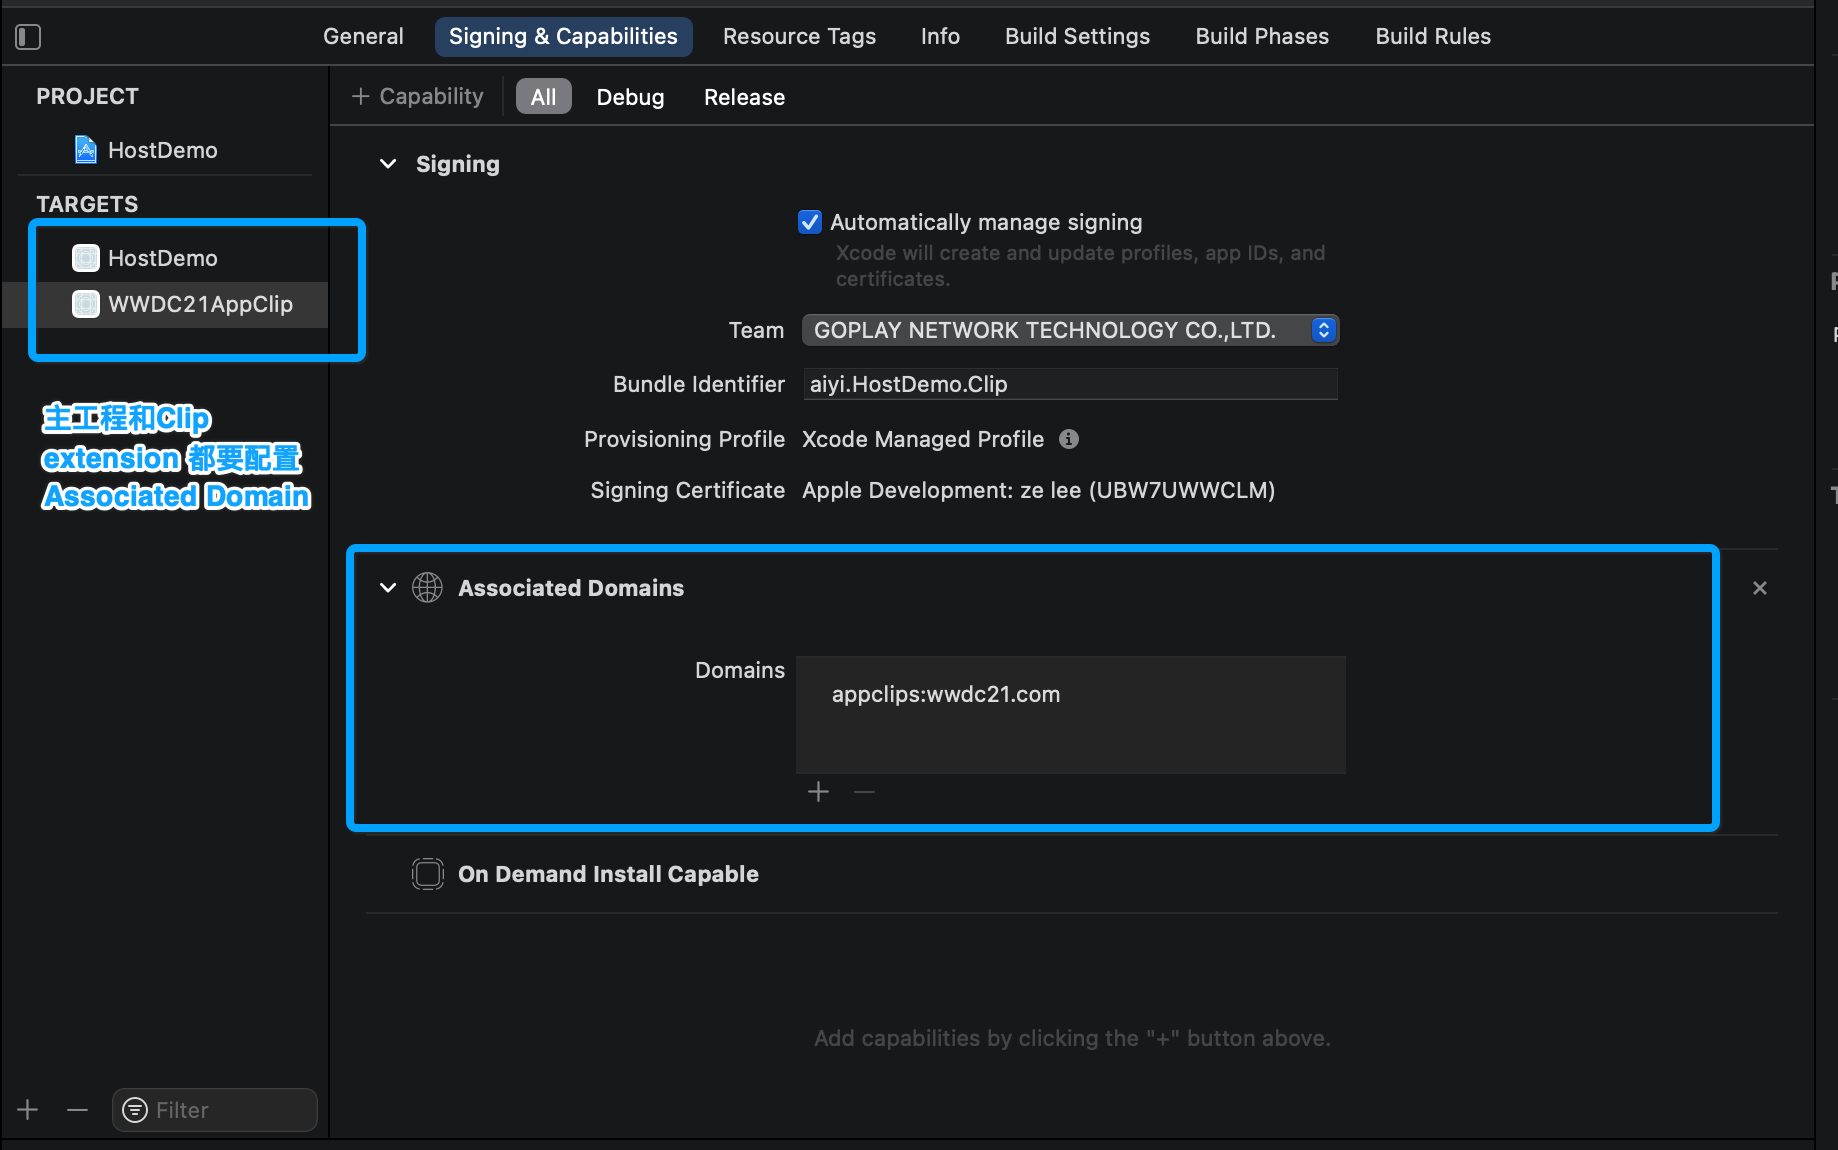 General Signing & Capabilities Resource Tags Info Build Settings Build Phases Build Rules
PROJECT
HostDemo
TARGETS
HostDemo
WWDC21AppClip
主工程和Clip
extension 都要配置
Associated Domain
Filter
+ Capability All Debug Release
Signing
Automatically manage signing
Xcode will create and update profiles, app IDs, and
certificates.
Team GOPLAY NETWORK TECHNOLOGY CO.,LTD.
Bundle Identifier aiyi.HostDemo.Clip
Provisioning Profile Xcode Managed Profile
Signing Certificate Apple Development: ze lee (UBW7UWWCLM)
Associated Domains
Domains appclips:wwdc21.com
On Demand Install Capable
Add capabilities by clicking the "+" button above.